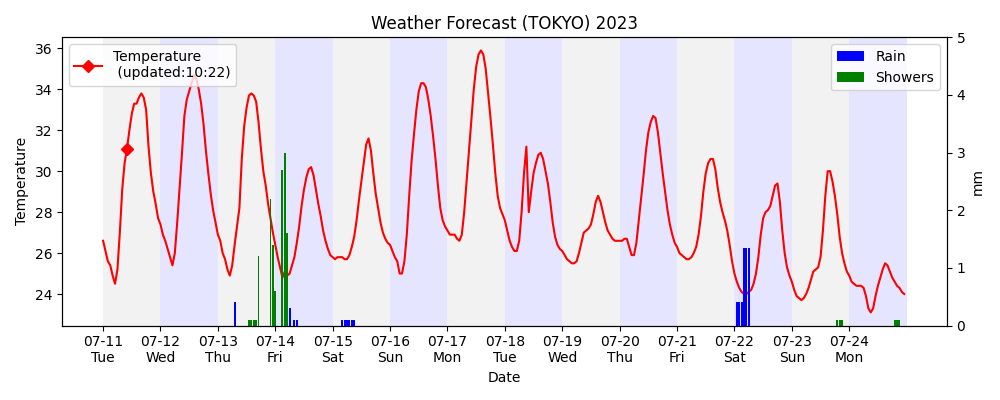 Weather Forecast (TOKYO) 2023
Temperature
(updated:10:22)
Rain
Showers
Temperature
36
34
32
30
28
26
24
5
4
3
2
1
0
mm
07-11 07-12 07-13 07-14 07-15 07-16 07-17 07-18 07-19 07-20 07-21 07-22 07-23 07-24
Tue Wed Thu Fri Sat Sun Mon Tue Wed Thu Fri Sat Sun Mon
Date